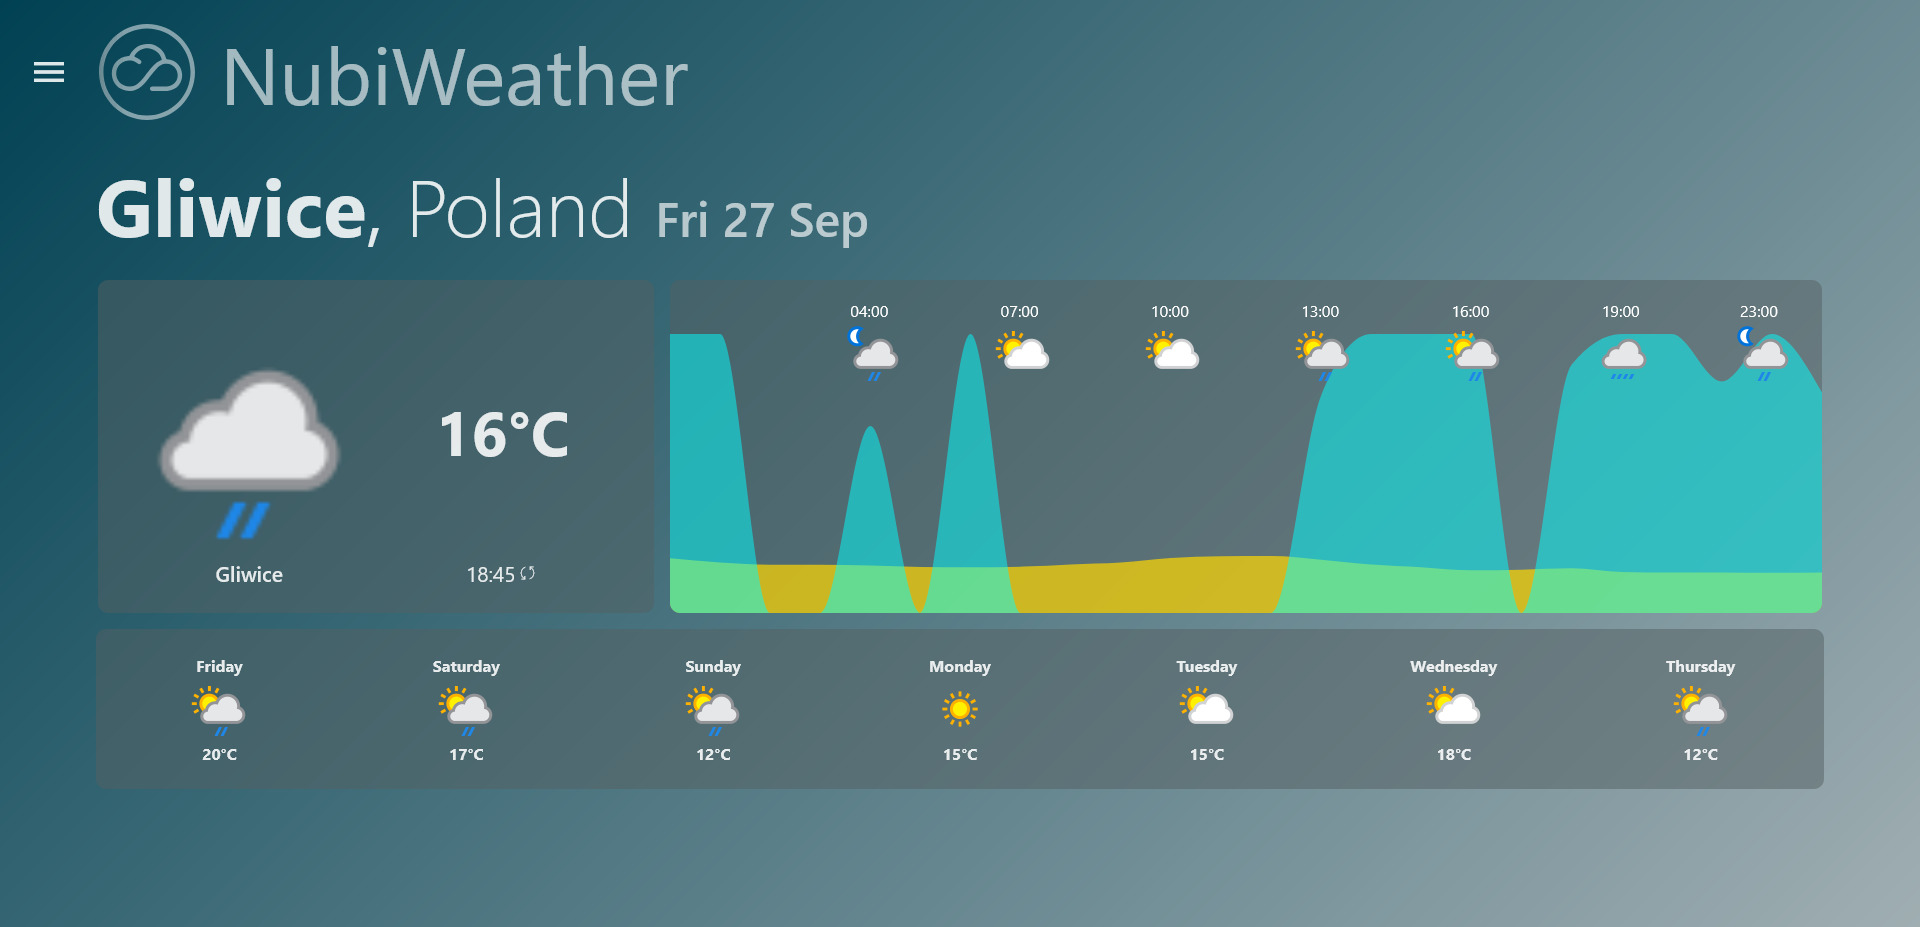 NubiWeather
Gliwice, Poland Fri 27 Sep
16°C
Gliwice 18:45
04:00 07:00 10:00 13:00 16:00 19:00 23:00
Friday Saturday Sunday Monday Tuesday Wednesday Thursday
20°C 17°C 12°C 15°C 15°C 18°C 12°C